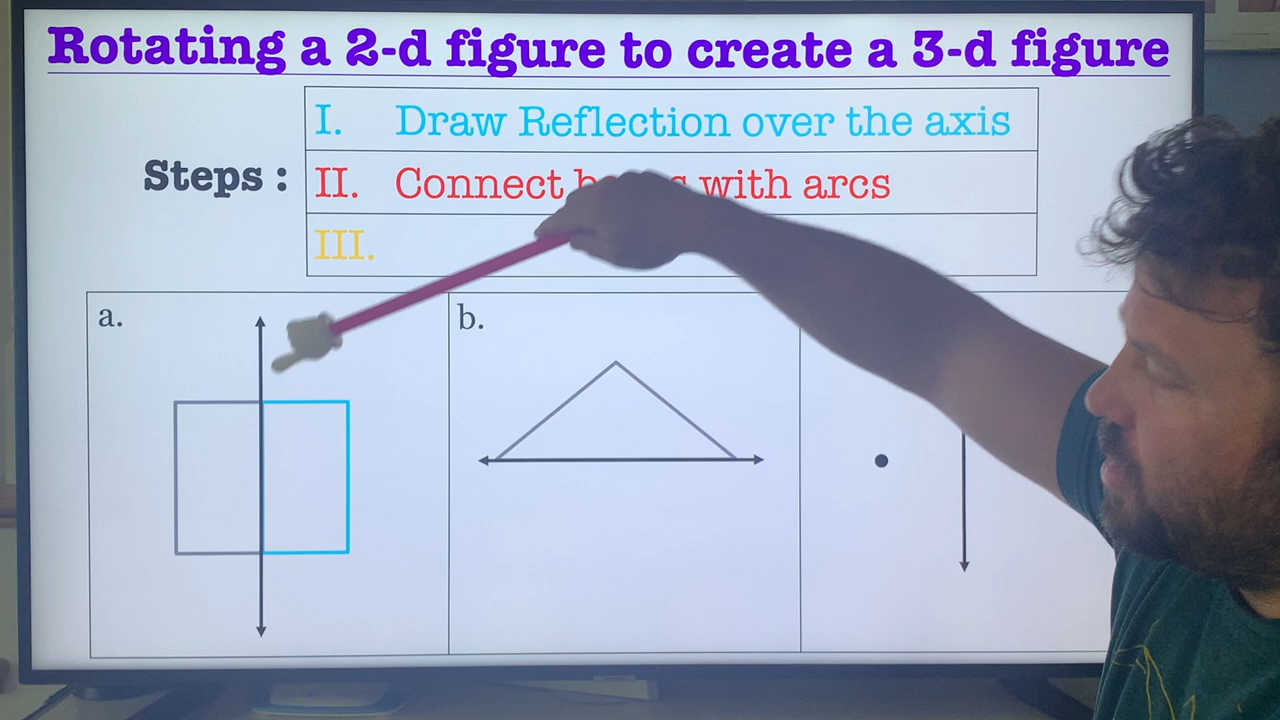 Rotating a 2-d figure to create a 3-d figure
Steps :
I. Draw Reflection over the axis
II. Connect with arcs
III.
a.
b.